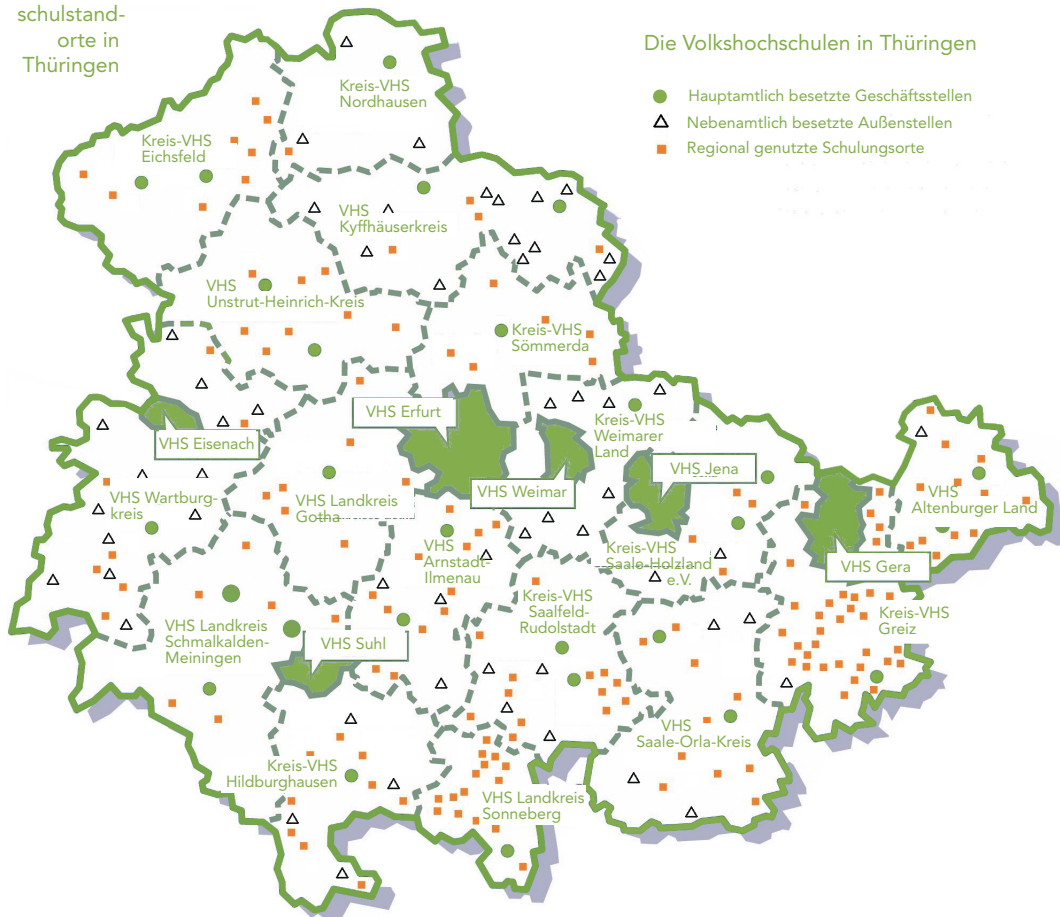 schulstand-
orte in
Thüringen
Die Volkshochschulen in Thüringen
Hauptamtlich besetzte Geschäftsstellen
Nebenamtlich besetzte Außenstellen
Regional genutzte Schulungsorte
Kreis-VHS
Nordhausen
Kreis-VHS
Eichsfeld
VHS
Kyffhäuserkreis
VHS
Unstrut-Heinrich-Kreis
Kreis-VHS
Sömmerda
VHS Erfurt
VHS Eisenach
Kreis-VHS
Weimarer
Land
VHS Weimar
VHS Jena
VHS Wartburg-
kreis
VHS Landkreis
Gotha
VHS
Altenburger Land
VHS
Arnstadt-
Ilmenau
Kreis-VHS
Saale-Holzland
e.V.
VHS Gera
Kreis-VHS
Saalfeld-
Rudolstadt
Kreis-VHS
Greiz
VHS Landkreis
Schmalkalden-
Meiningen
VHS Suhl
VHS
Saale-Orla-Kreis
Kreis-VHS
Hildburghausen
VHS Landkreis
Sonneberg